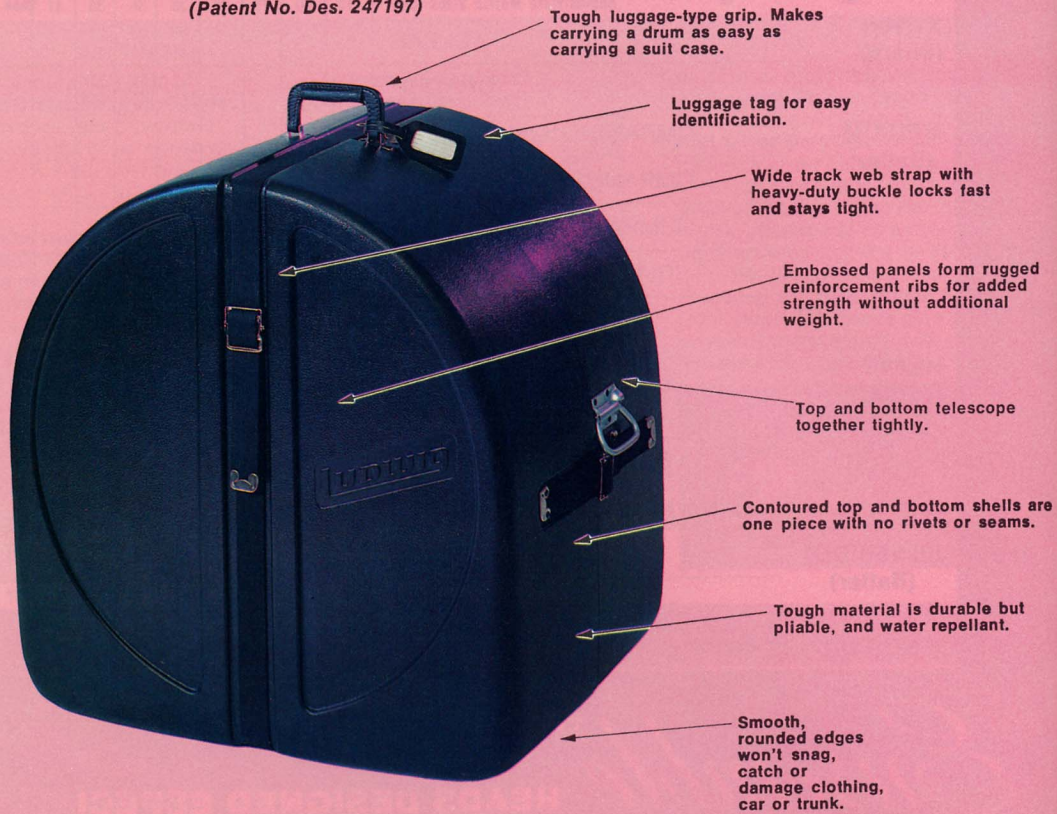 (Patent No. Des. 247197)
Tough luggage-type grip. Makes
carrying a drum as easy as
carrying a suit case.
Luggage tag for easy
identification.
Wide track web strap with
heavy-duty buckle locks fast
and stays tight.
Embossed panels form rugged
reinforcement ribs for added
strength without additional
weight.
LUDWIG
Top and bottom telescope
together tightly.
Contoured top and bottom shells are
one piece with no rivets or seams.
Tough material is durable but
pliable, and water repellant.
Smooth,
rounded edges
won't snag,
catch or
damage clothing,
car or trunk.